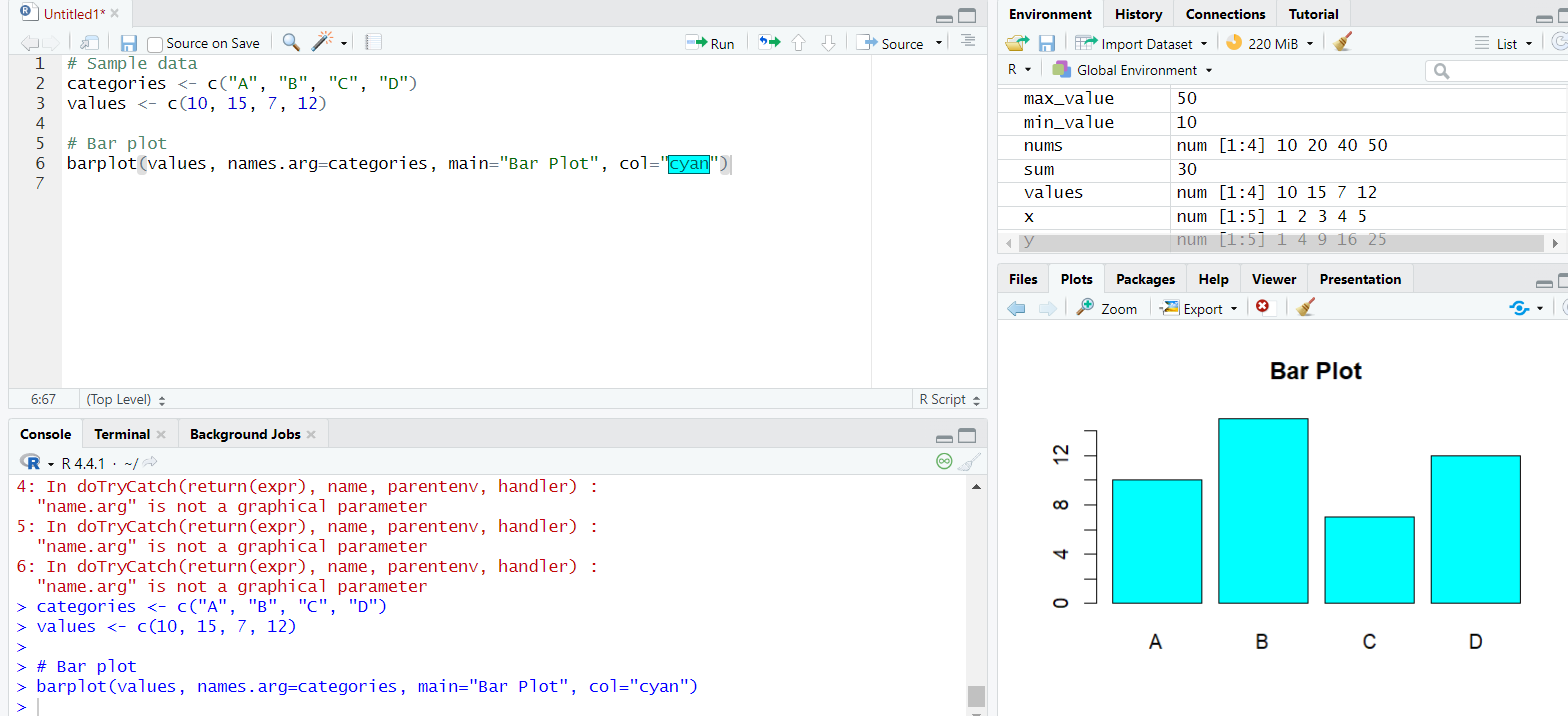 Untitled1*
Source on Save
Run
Source
1 # Sample data
2 categories <- c("A", "B", "C", "D")
3 values <- c(10, 15, 7, 12)
4
5 # Bar plot
6 barplot(values, names.arg=categories, main="Bar Plot", col="cyan")
7
6:67 (Top Level) R Script
Console Terminal Background Jobs
R 4.4.1 · ~/
4: In doTryCatch(return(expr), name, parentenv, handler) :
"name.arg" is not a graphical parameter
5: In doTryCatch(return(expr), name, parentenv, handler) :
"name.arg" is not a graphical parameter
6: In doTryCatch(return(expr), name, parentenv, handler) :
"name.arg" is not a graphical parameter
> categories <- c("A", "B", "C", "D")
> values <- c(10, 15, 7, 12)
>
> # Bar plot
> barplot(values, names.arg=categories, main="Bar Plot", col="cyan")
>
Environment History Connections Tutorial
Import Dataset 220 MiB List
R Global Environment
max_value 50
min_value 10
nums num [1:4] 10 20 40 50
sum 30
values num [1:4] 10 15 7 12
x num [1:5] 1 2 3 4 5
y num [1:5] 1 4 9 16 25
Files Plots Packages Help Viewer Presentation
Zoom Export
Bar Plot
12
8
4
0
A B C D